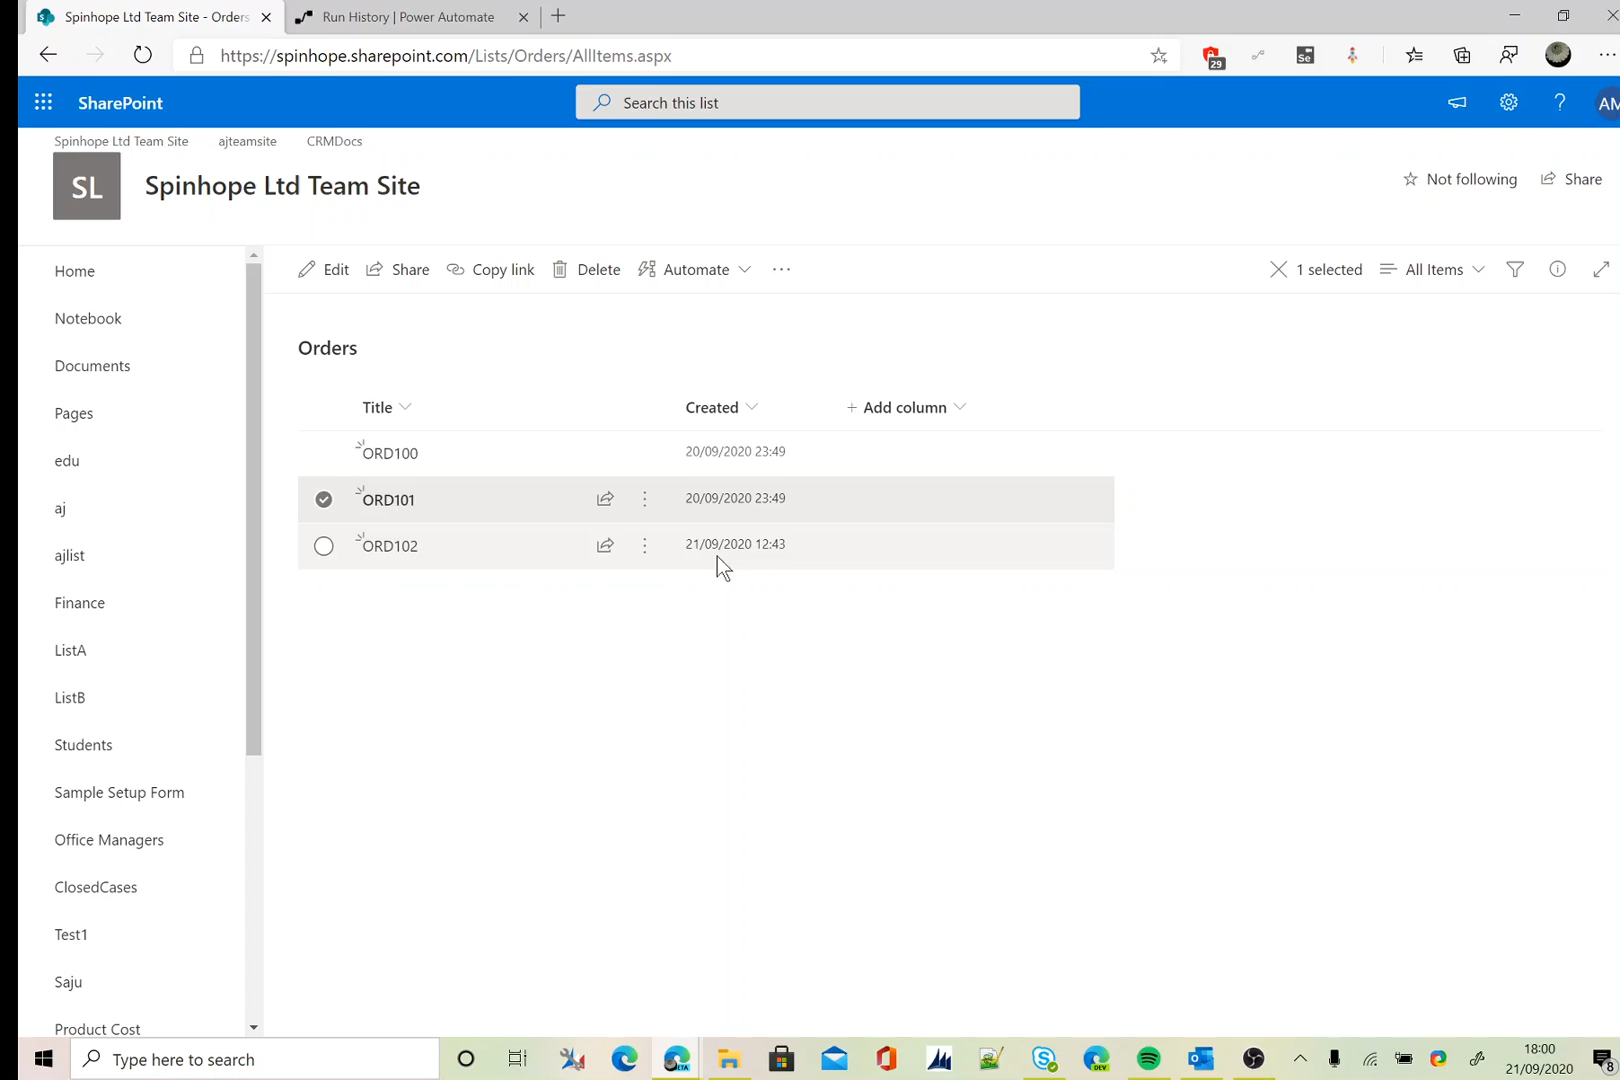 Spinhope Ltd Team Site - Orders
Run History | Power Automate
https://spinhope.sharepoint.com/Lists/Orders/AllItems.aspx
29
Se
SharePoint
Search this list
?
AM
Spinhope Ltd Team Site
ajteamsite
CRMDocs
SL
Spinhope Ltd Team Site
Not following
Share
Home
Notebook
Documents
Pages
edu
aj
ajlist
Finance
ListA
ListB
Students
Sample Setup Form
Office Managers
ClosedCases
Test1
Saju
Product Cost
Edit
Share
Copy link
Delete
Automate
1 selected
All Items
Orders
Title
Created
+ Add column
ORD100
20/09/2020 23:49
ORD101
20/09/2020 23:49
ORD102
21/09/2020 12:43
Type here to search
BETA
DEV
18:00
21/09/2020
8